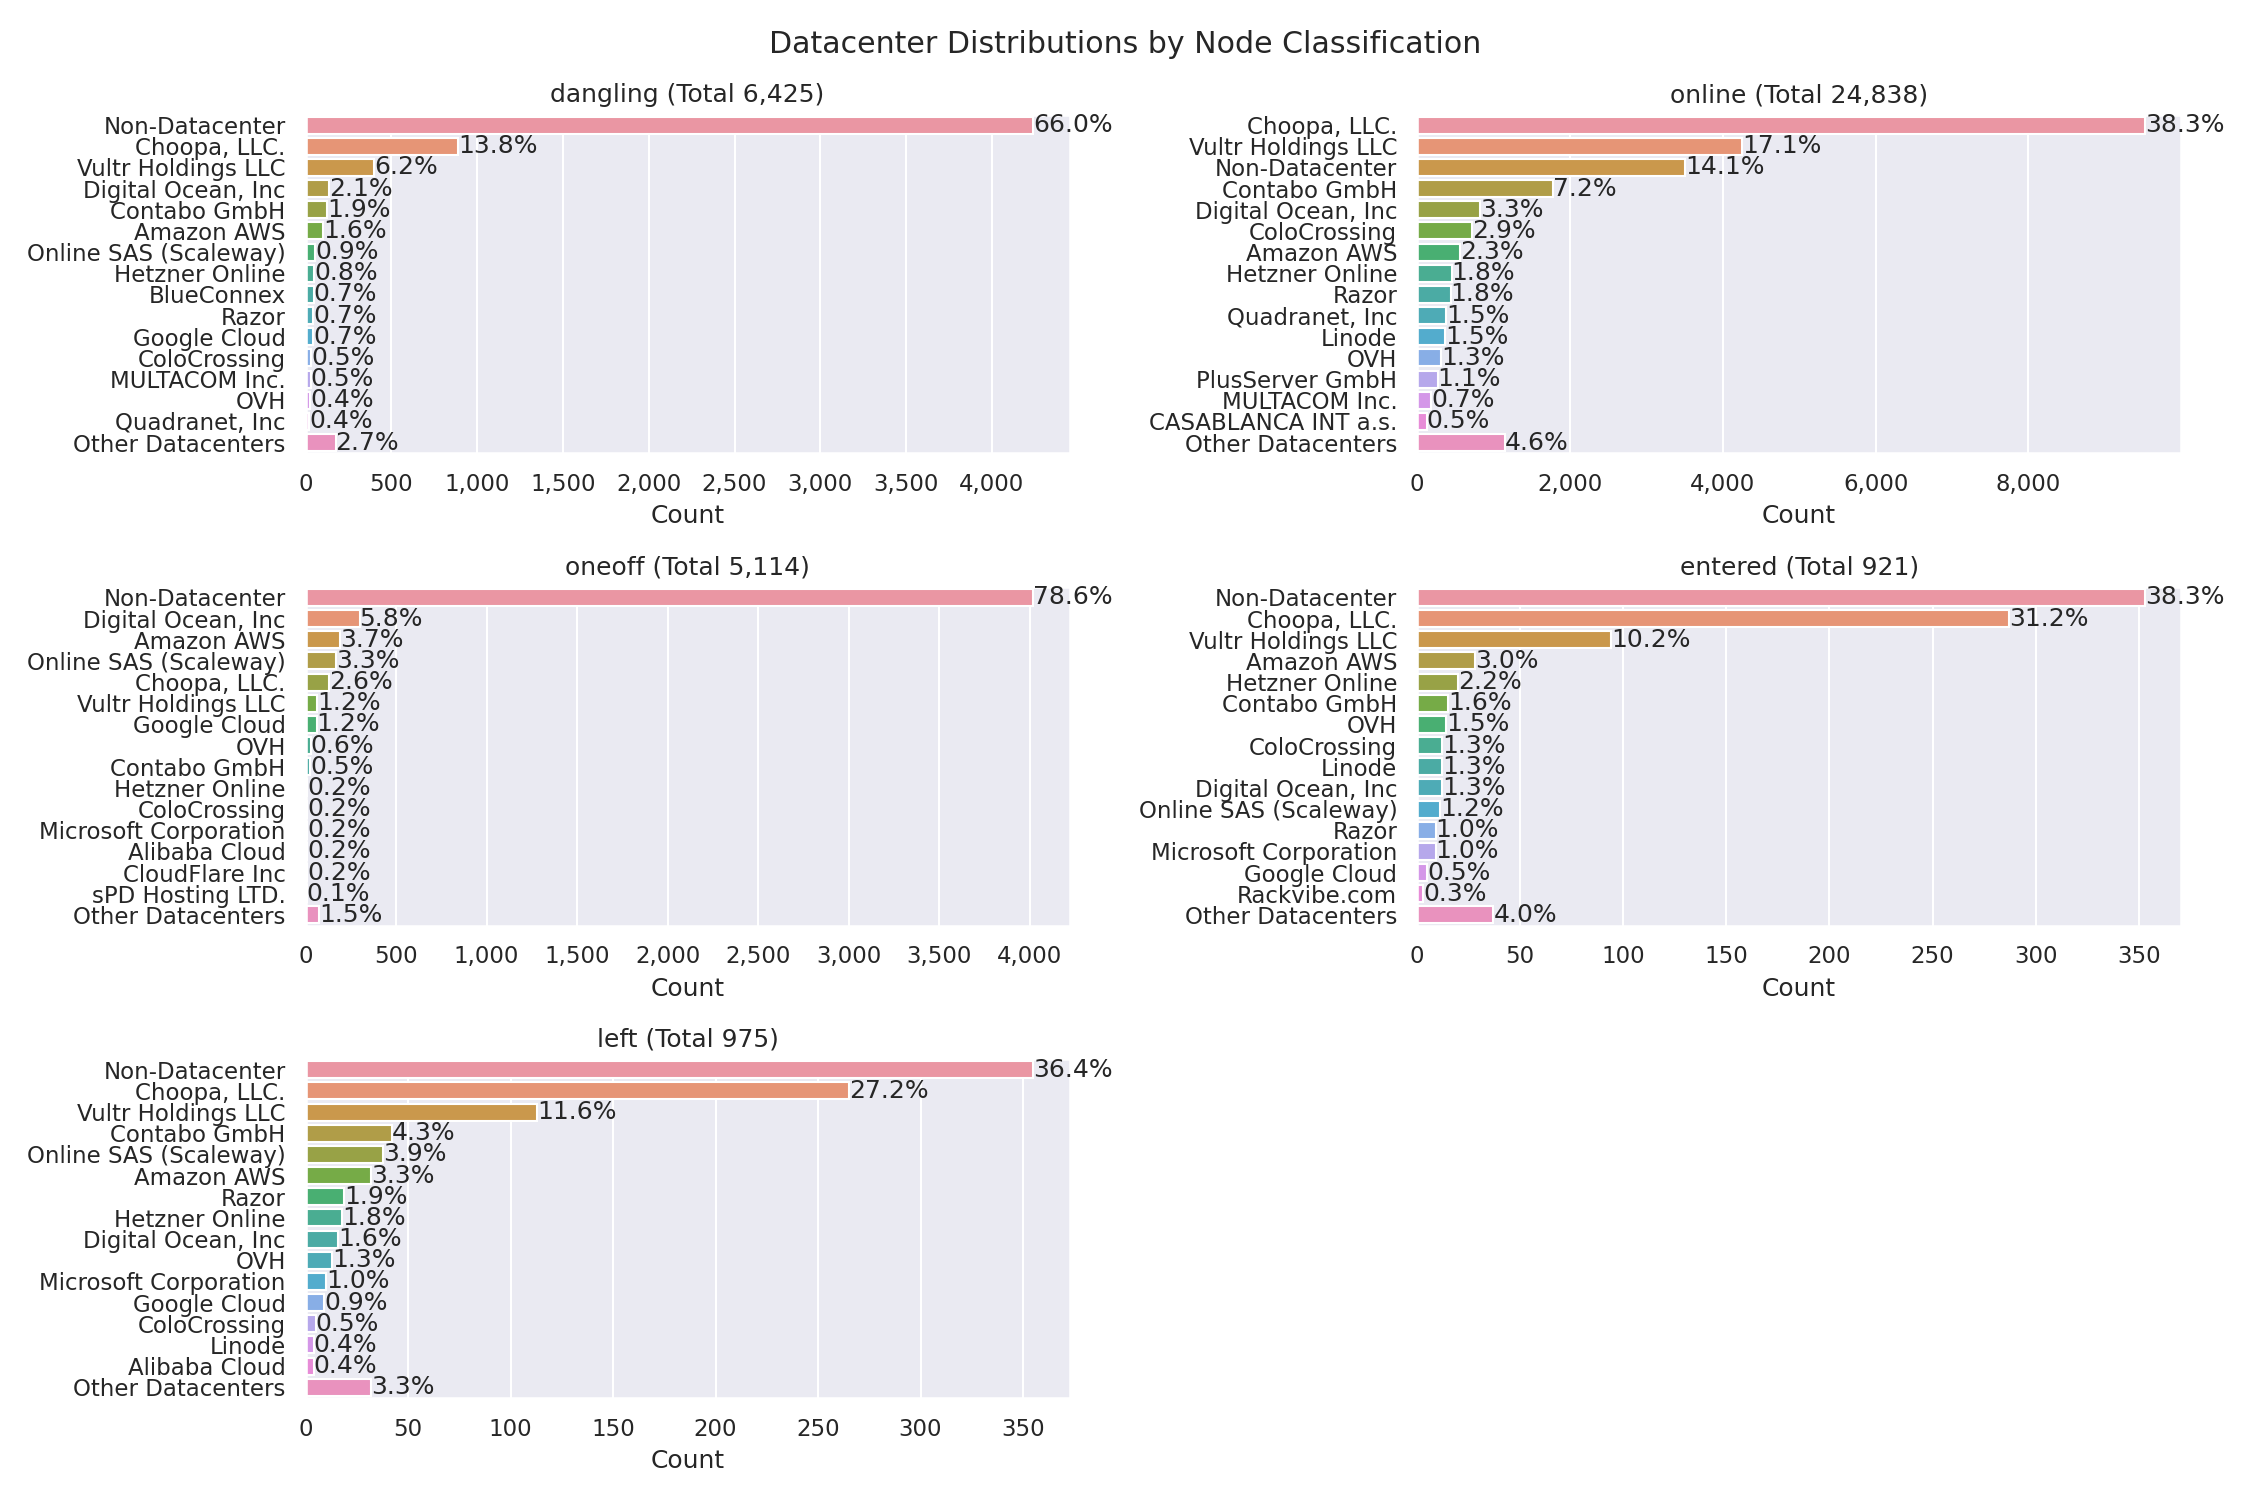 Datacenter Distributions by Node Classification
dangling (Total 6,425)
Non-Datacenter 66.0%
Choopa, LLC. 13.8%
Vultr Holdings LLC 6.2%
Digital Ocean, Inc 2.1%
Contabo GmbH 1.9%
Amazon AWS 1.6%
Online SAS (Scaleway) 0.9%
Hetzner Online 0.8%
BlueConnex 0.7%
Razor 0.7%
Google Cloud 0.7%
ColoCrossing 0.5%
MULTACOM Inc. 0.5%
OVH 0.4%
Quadranet, Inc 0.4%
Other Datacenters 2.7%
0 500 1,000 1,500 2,000 2,500 3,000 3,500 4,000
Count
online (Total 24,838)
Choopa, LLC. 38.3%
Vultr Holdings LLC 17.1%
Non-Datacenter 14.1%
Contabo GmbH 7.2%
Digital Ocean, Inc 3.3%
ColoCrossing 2.9%
Amazon AWS 2.3%
Hetzner Online 1.8%
Razor 1.8%
Quadranet, Inc 1.5%
Linode 1.5%
OVH 1.3%
PlusServer GmbH 1.1%
MULTACOM Inc. 0.7%
CASABLANCA INT a.s. 0.5%
Other Datacenters 4.6%
0 2,000 4,000 6,000 8,000
Count
oneoff (Total 5,114)
Non-Datacenter 78.6%
Digital Ocean, Inc 5.8%
Amazon AWS 3.7%
Online SAS (Scaleway) 3.3%
Choopa, LLC. 2.6%
Vultr Holdings LLC 1.2%
Google Cloud 1.2%
OVH 0.6%
Contabo GmbH 0.5%
Hetzner Online 0.2%
ColoCrossing 0.2%
Microsoft Corporation 0.2%
Alibaba Cloud 0.2%
CloudFlare Inc 0.2%
sPD Hosting LTD. 0.1%
Other Datacenters 1.5%
0 500 1,000 1,500 2,000 2,500 3,000 3,500 4,000
Count
entered (Total 921)
Non-Datacenter 38.3%
Choopa, LLC. 31.2%
Vultr Holdings LLC 10.2%
Amazon AWS 3.0%
Hetzner Online 2.2%
Contabo GmbH 1.6%
OVH 1.5%
ColoCrossing 1.3%
Linode 1.3%
Digital Ocean, Inc 1.3%
Online SAS (Scaleway) 1.2%
Razor 1.0%
Microsoft Corporation 1.0%
Google Cloud 0.5%
Rackvibe.com 0.3%
Other Datacenters 4.0%
0 50 100 150 200 250 300 350
Count
left (Total 975)
Non-Datacenter 36.4%
Choopa, LLC. 27.2%
Vultr Holdings LLC 11.6%
Contabo GmbH 4.3%
Online SAS (Scaleway) 3.9%
Amazon AWS 3.3%
Razor 1.9%
Hetzner Online 1.8%
Digital Ocean, Inc 1.6%
OVH 1.3%
Microsoft Corporation 1.0%
Google Cloud 0.9%
ColoCrossing 0.5%
Linode 0.4%
Alibaba Cloud 0.4%
Other Datacenters 3.3%
0 50 100 150 200 250 300 350
Count